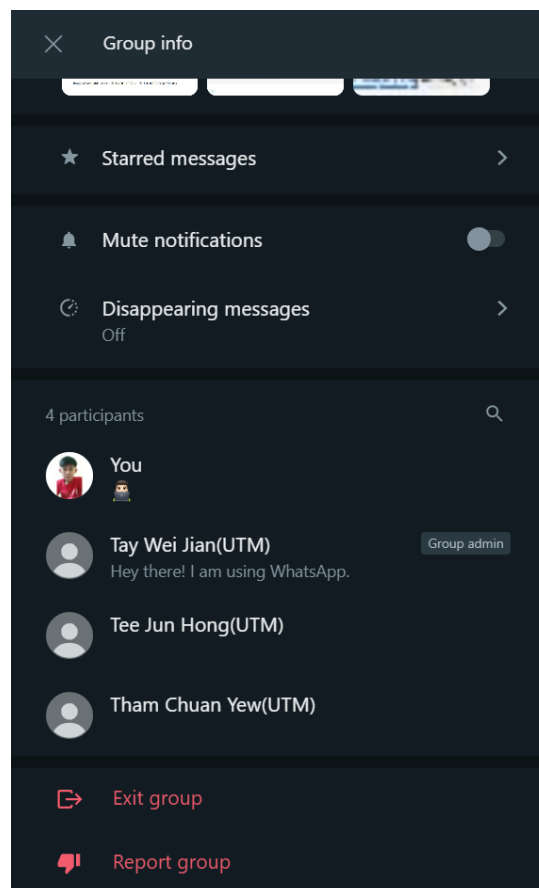 Group info
Starred messages
Mute notifications
Disappearing messages
Off
4 participants
You
Tay Wei Jian(UTM)
Group admin
Hey there! I am using WhatsApp.
Tee Jun Hong(UTM)
Tham Chuan Yew(UTM)
Exit group
Report group